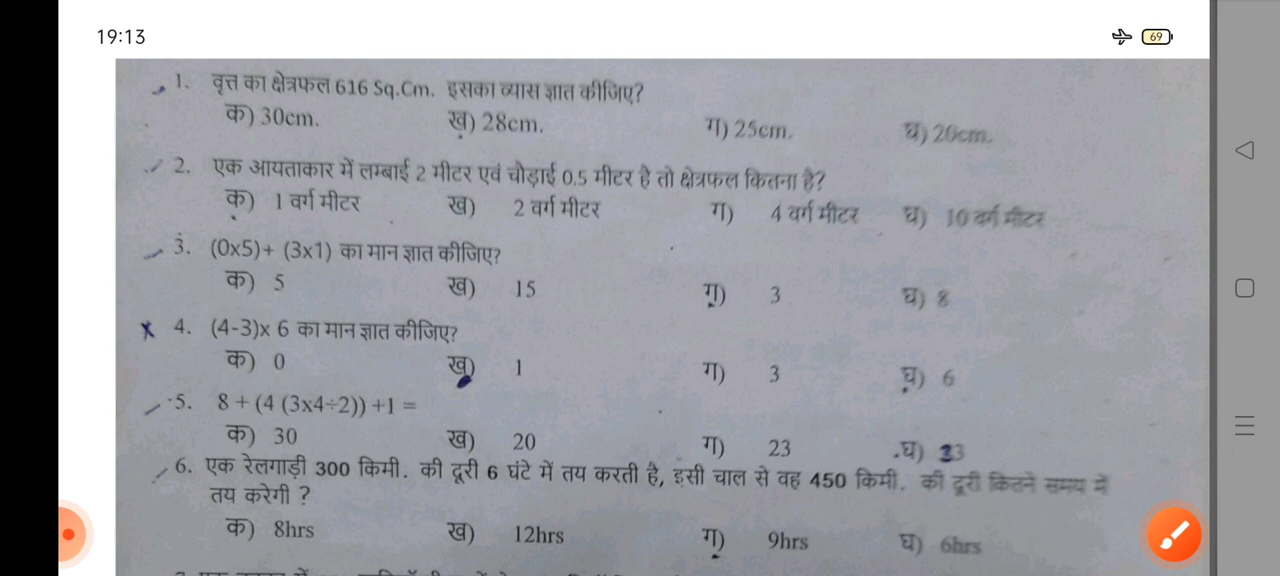 19:13
69
1. वृत्त का क्षेत्रफल 616 Sq.Cm. इसका व्यास ज्ञात कीजिए?
क) 30cm. ख) 28cm. ग) 25cm. घ) 20cm.
2. एक आयताकार में लम्बाई 2 मीटर एवं चौड़ाई 0.5 मीटर है तो क्षेत्रफल कितना है?
क) 1 वर्ग मीटर ख) 2 वर्ग मीटर ग) 4 वर्ग मीटर घ) 10 वर्ग मीटर
3. (0x5)+ (3x1) का मान ज्ञात कीजिए?
क) 5 ख) 15 ग) 3 घ) 8
4. (4-3)x 6 का मान ज्ञात कीजिए?
क) 0 ख) 1 ग) 3 घ) 6
5. 8 + (4 (3x4÷2)) +1 =
क) 30 ख) 20 ग) 23 घ)
6. एक रेलगाड़ी 300 किमी. की दूरी 6 घंटे में तय करती है, इसी चाल से वह 450 किमी. की दूरी कितने समय में
तय करेगी ?
क) 8hrs ख) 12hrs ग) 9hrs घ) 6hrs